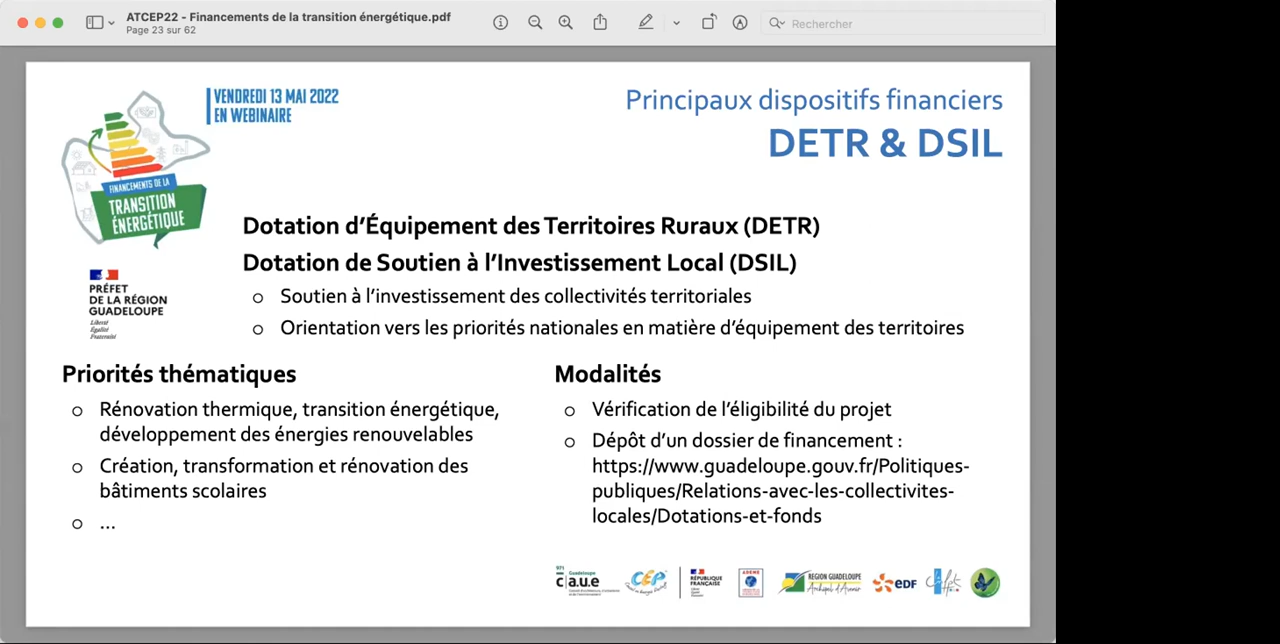 ATCEP22 - Financements de la transition énergétique.pdf
Page 23 sur 62
Rechercher
VENDREDI 13 MAI 2022
EN WEBINAIRE
Principaux dispositifs financiers
DETR & DSIL
FINANCEMENTS DE LA
TRANSITION
ÉNERGÉTIQUE
Dotation d’Équipement des Territoires Ruraux (DETR)
Dotation de Soutien à l’Investissement Local (DSIL)
○ Soutien à l’investissement des collectivités territoriales
○ Orientation vers les priorités nationales en matière d’équipement des territoires
PRÉFET
DE LA RÉGION
GUADELOUPE
Liberté
Égalité
Fraternité
Priorités thématiques
○ Rénovation thermique, transition énergétique,
développement des énergies renouvelables
○ Création, transformation et rénovation des
bâtiments scolaires
○ ...
Modalités
○ Vérification de l’éligibilité du projet
○ Dépôt d’un dossier de financement :
https://www.guadeloupe.gouv.fr/Politiques-
publiques/Relations-avec-les-collectivites-
locales/Dotations-et-fonds
971
Guadeloupe
c|a.u.e
CEP
RÉPUBLIQUE
FRANÇAISE
ADEME
REGION GUADELOUPE
Archipel d'Avenir
EDF